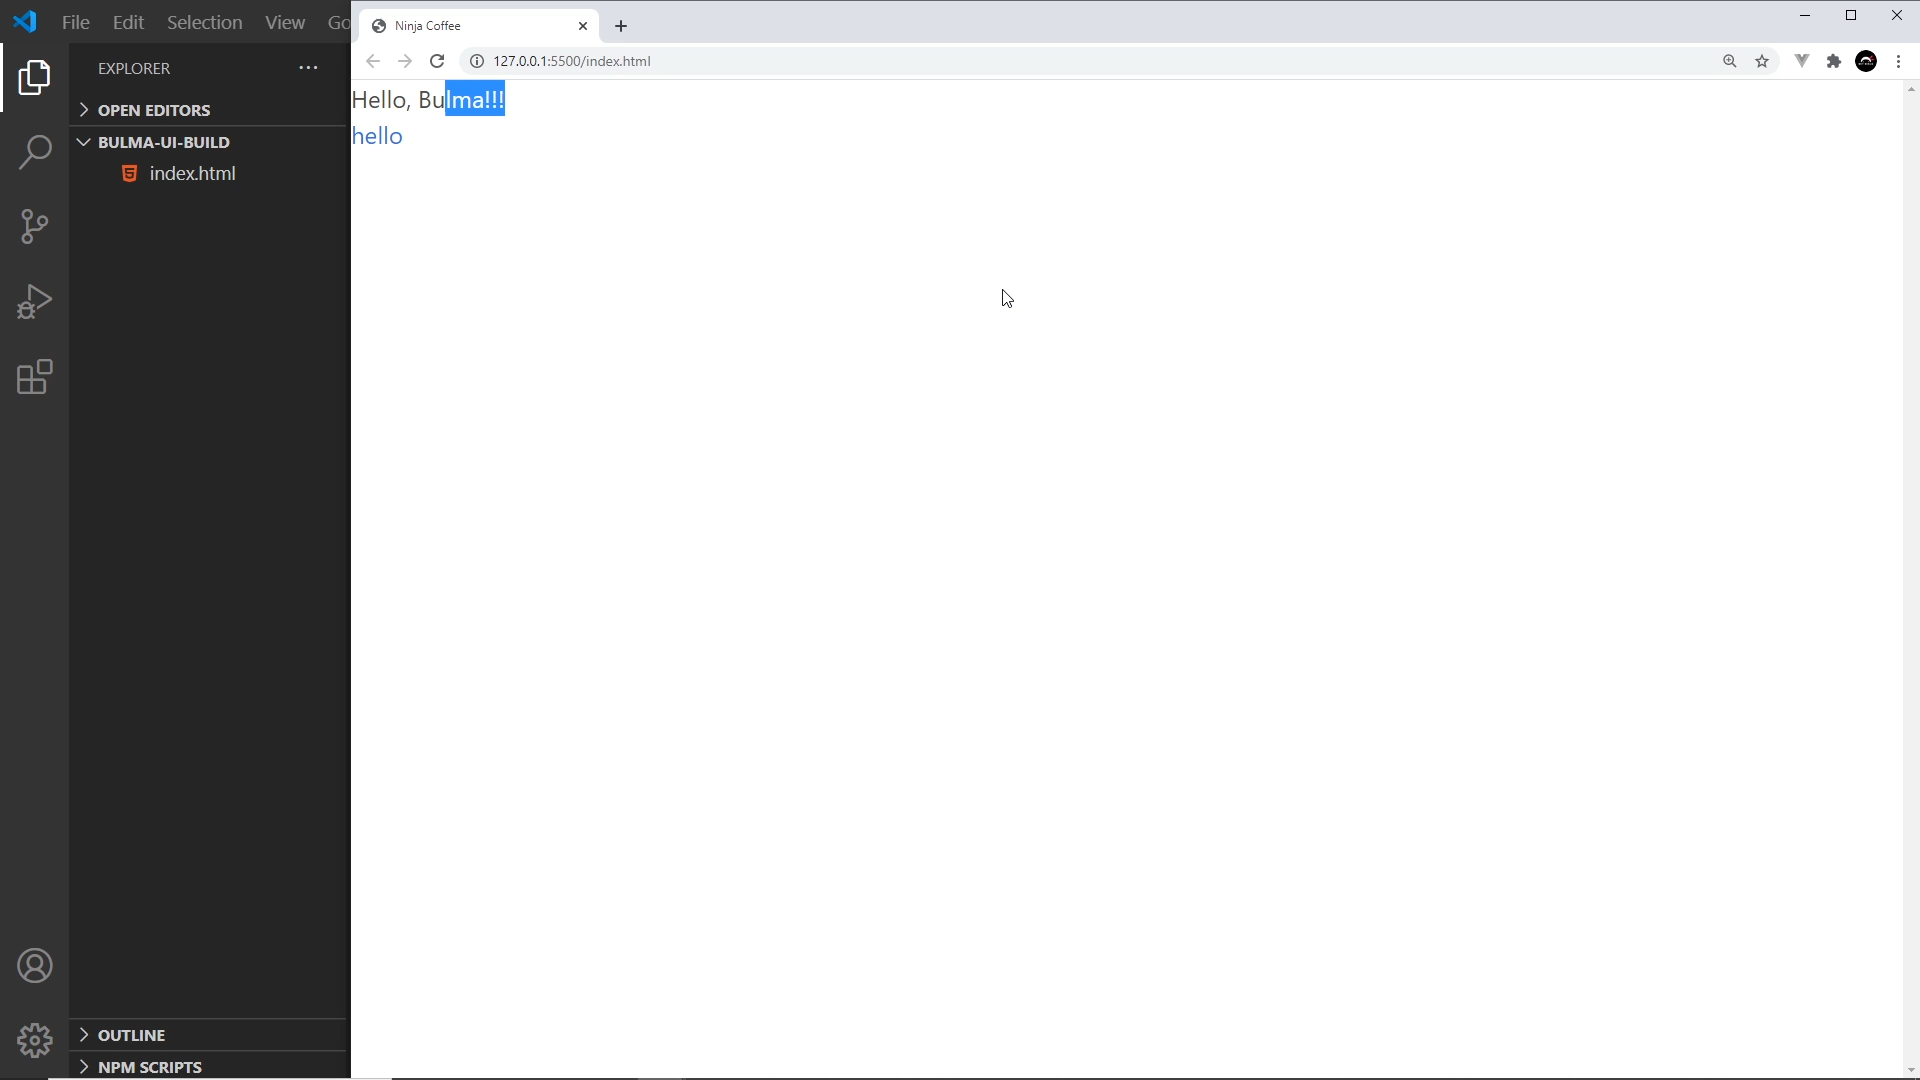 File Edit Selection View Go
EXPLORER
OPEN EDITORS
BULMA-UI-BUILD
index.html
OUTLINE
NPM SCRIPTS
Ninja Coffee
127.0.0.1:5500/index.html
Hello, Bulma!!!
hello